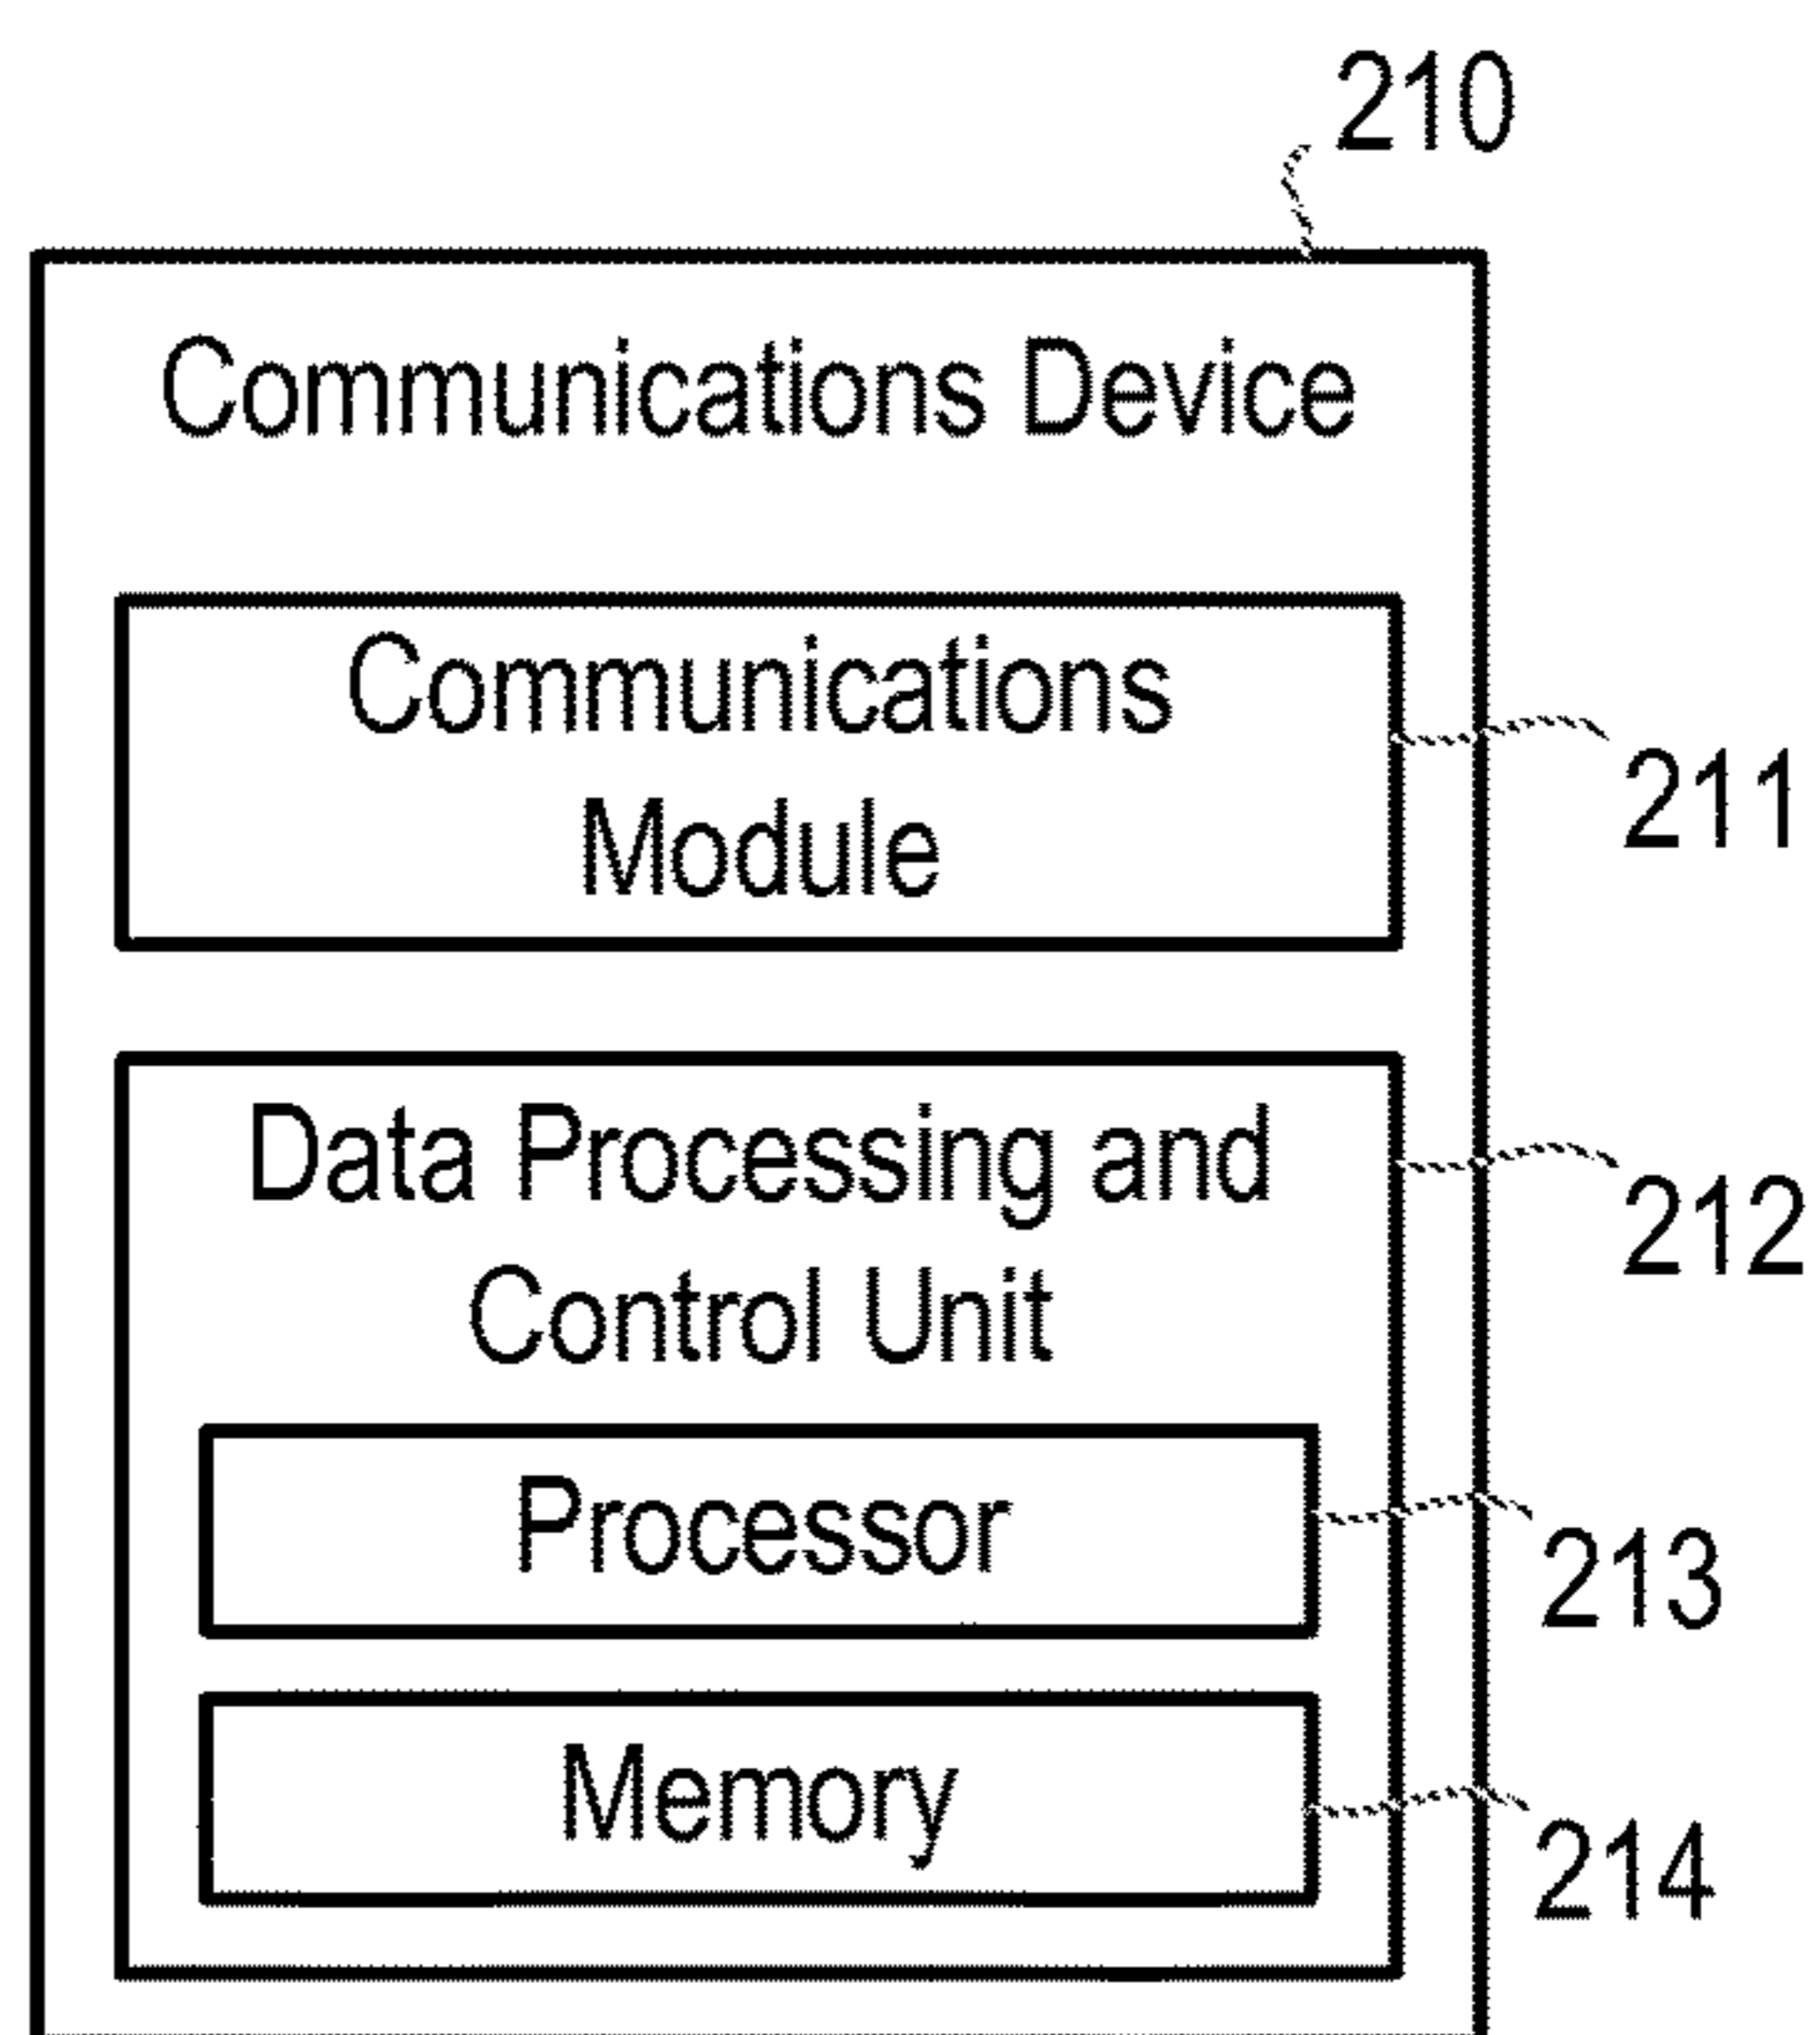 210
Communications Device
Communications
Module
211
Data Processing and
Control Unit
212
Processor
213
Memory
214